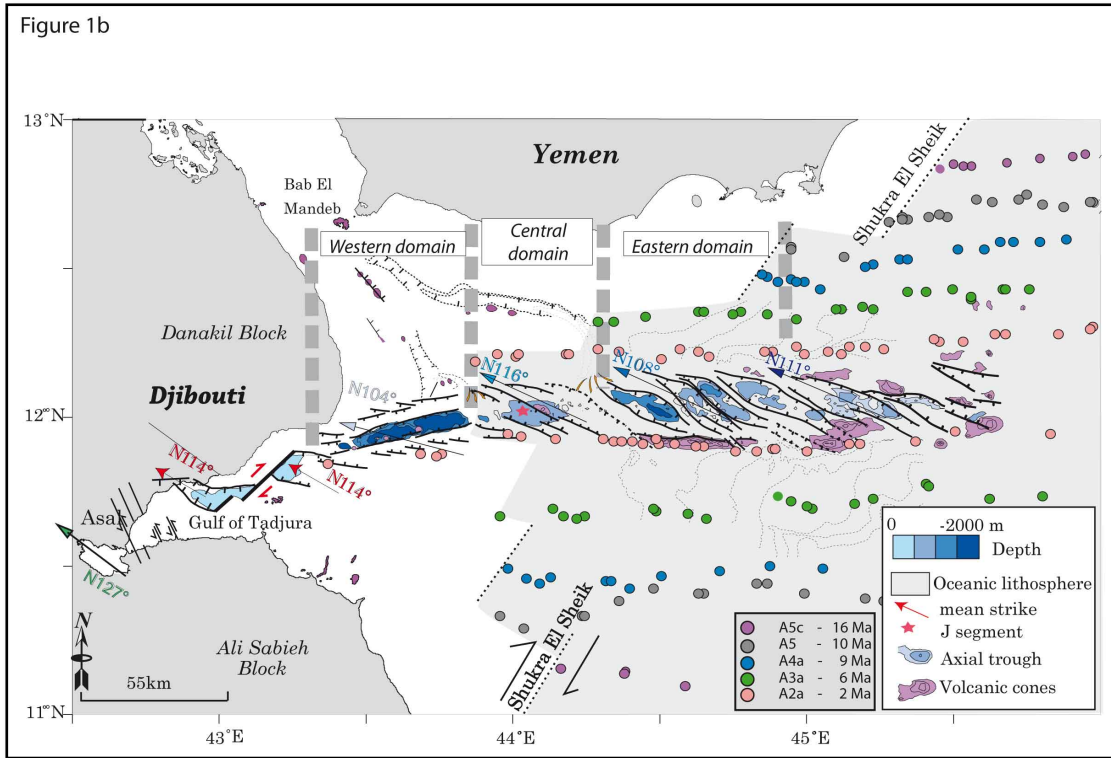 Figure 1b
13°N
Yemen
Shukra El Sheik
Bab El
Mandeb
Western domain
Central
domain
Eastern domain
Danakil Block
N116°
N108°
N111°
Djibouti
N104°
12°N
N114°
N114°
Asal
Gulf of Tadjura
N127°
0
-2000 m
Depth
Oceanic lithosphere
mean strike
J segment
Axial trough
Volcanic cones
A5c - 16 Ma
A5 - 10 Ma
A4a - 9 Ma
A3a - 6 Ma
A2a - 2 Ma
N
Ali Sabieh
Block
Shukra El Sheik
55km
11°N
43°E
44°E
45°E